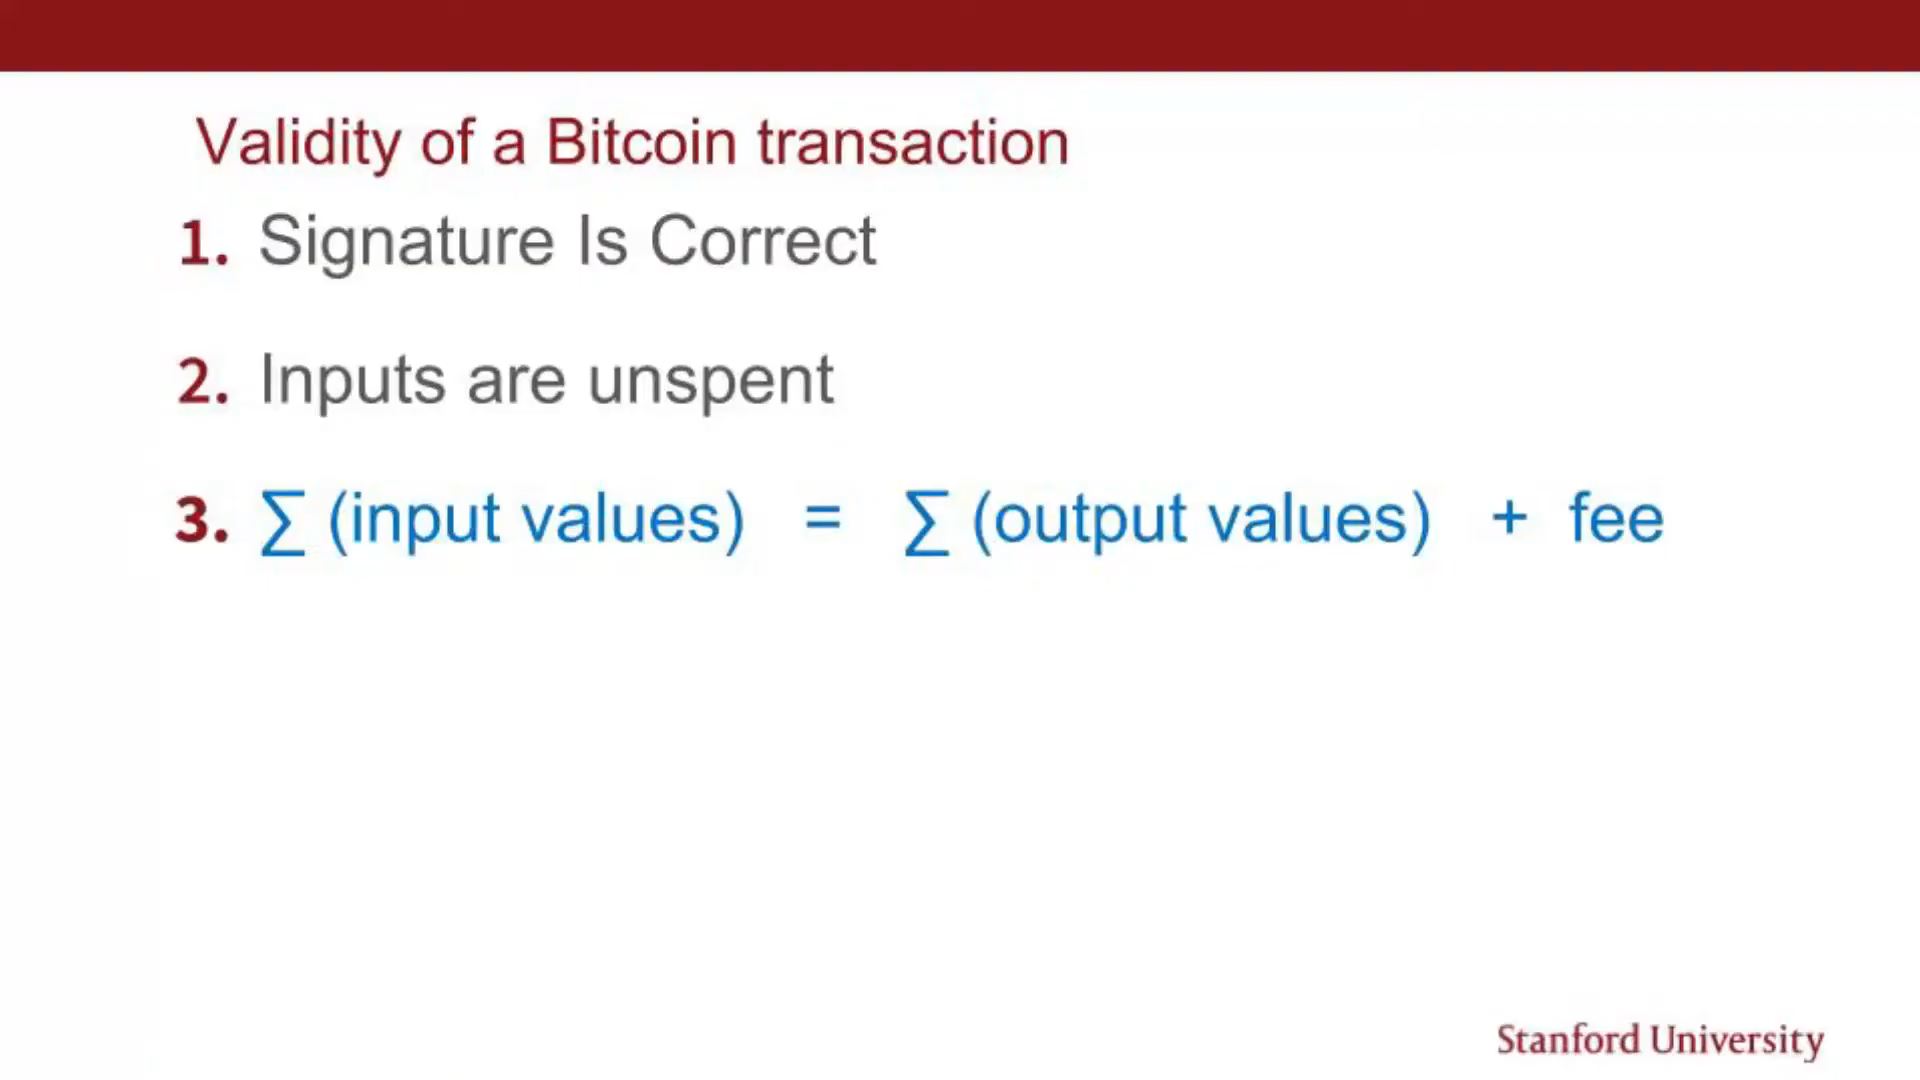 Validity of a Bitcoin transaction
1. Signature Is Correct
2. Inputs are unspent
3. ∑ (input values) = ∑ (output values) + fee
Stanford University